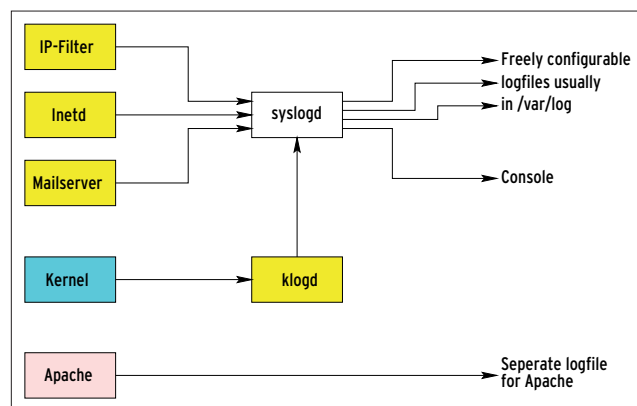 IP-Filter
Inetd
Mailserver
Kernel
Apache
syslogd
klogd
Freely configurable
logfiles usually
in /var/log
Console
Seperate logfile
for Apache